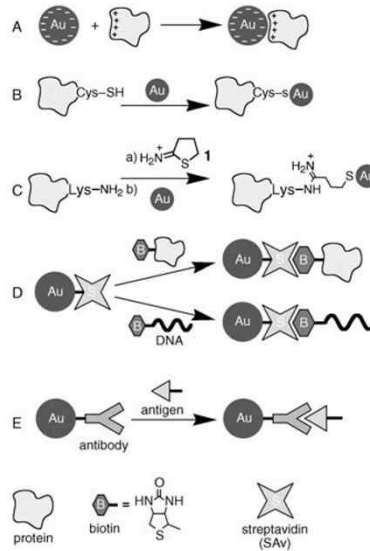 A Au + Au
B Cys-SH Au Cys-s Au
C Lys-NH2 a) H2N+ S 1 b) Au H2N+ Lys-NH S Au
D Au S B Au S B
B DNA Au S B
E Au antibody antigen Au
protein
B
biotin
=
O
HN NH
S
streptavidin
(SAv)